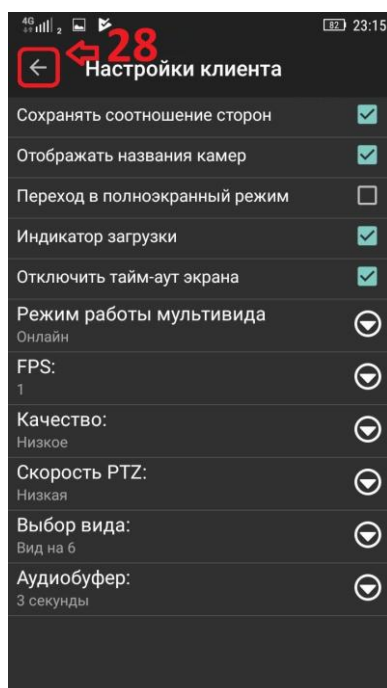 4G 2 82 23:15
28
Настройки клиента
Сохранять соотношение сторон
Отображать названия камер
Переход в полноэкранный режим
Индикатор загрузки
Отключить тайм-аут экрана
Режим работы мультивида
Онлайн
FPS:
1
Качество:
Низкое
Скорость PTZ:
Низкая
Выбор вида:
Вид на 6
Аудиобуфер:
3 секунды